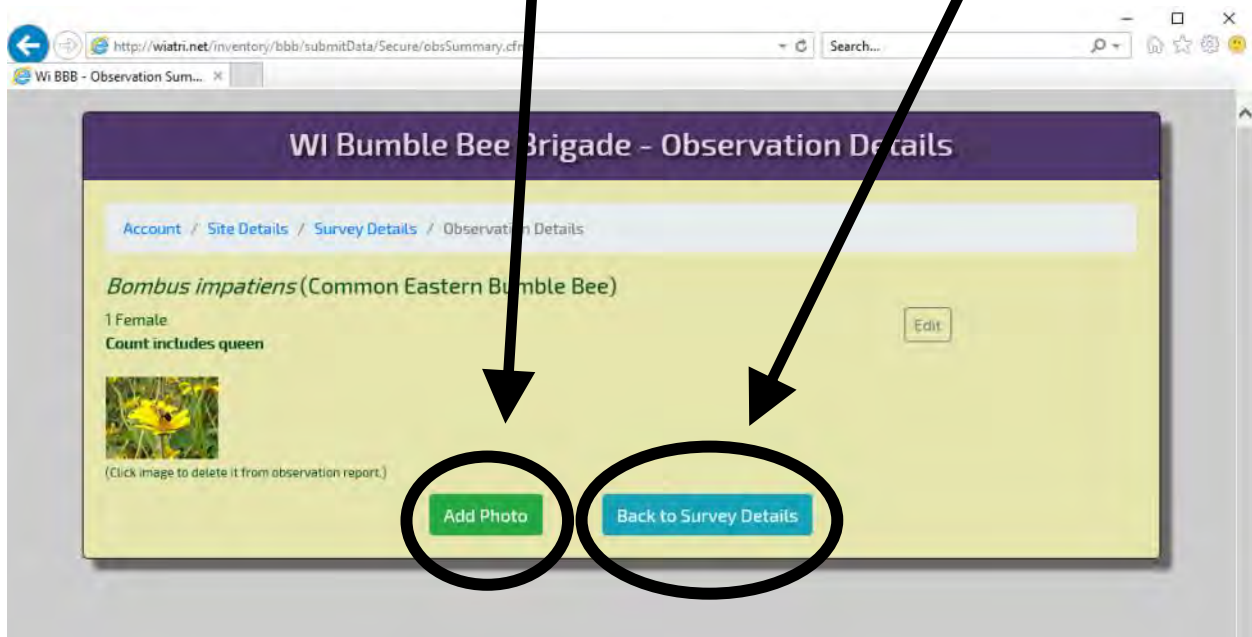 http://wiatri.net/inventory/bbb/submitData/Secure/obsSummary.cfm
Search...
Wi BBB - Observation Sum...
WI Bumble Bee Brigade - Observation Details
Account / Site Details / Survey Details / Observation Details
Bombus impatiens (Common Eastern Bumble Bee)
1 Female
Edit
Count includes queen
(Click image to delete it from observation report.)
Add Photo
Back to Survey Details